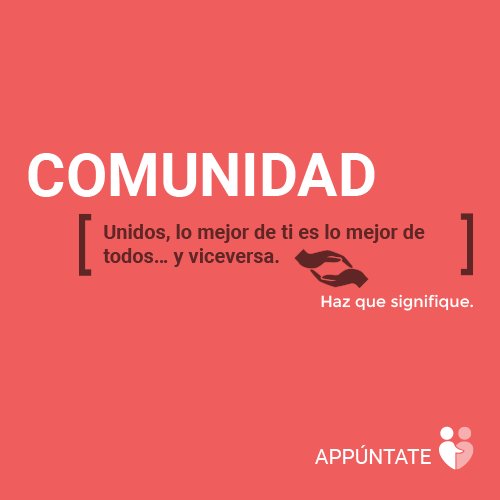 COMUNIDAD
[ Unidos, lo mejor de ti es lo mejor de ]
todos... y viceversa.
Haz que signifique.
APPÚNTATE